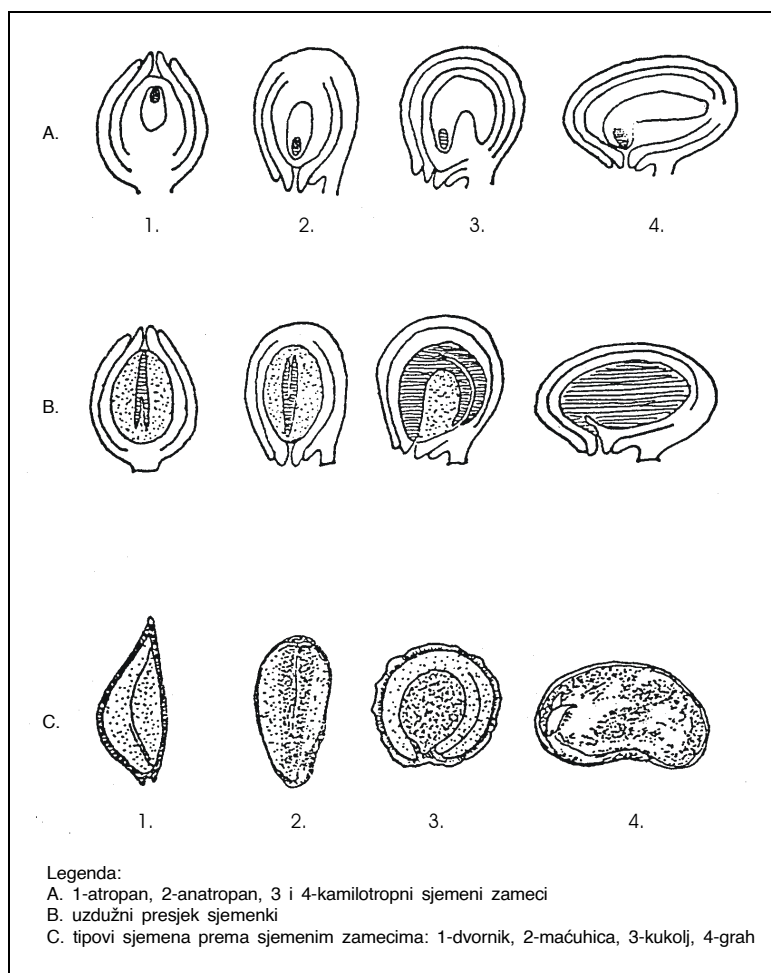 A.
1. 2. 3. 4.
B.
C.
1. 2. 3. 4.
Legenda:
A. 1-atropan, 2-anatropan, 3 i 4-kamilotropni sjemeni zameci
B. uzdužni presjek sjemenki
C. tipovi sjemena prema sjemenim zamecima: 1-dvornik, 2-maćuhica, 3-kukolj, 4-grah